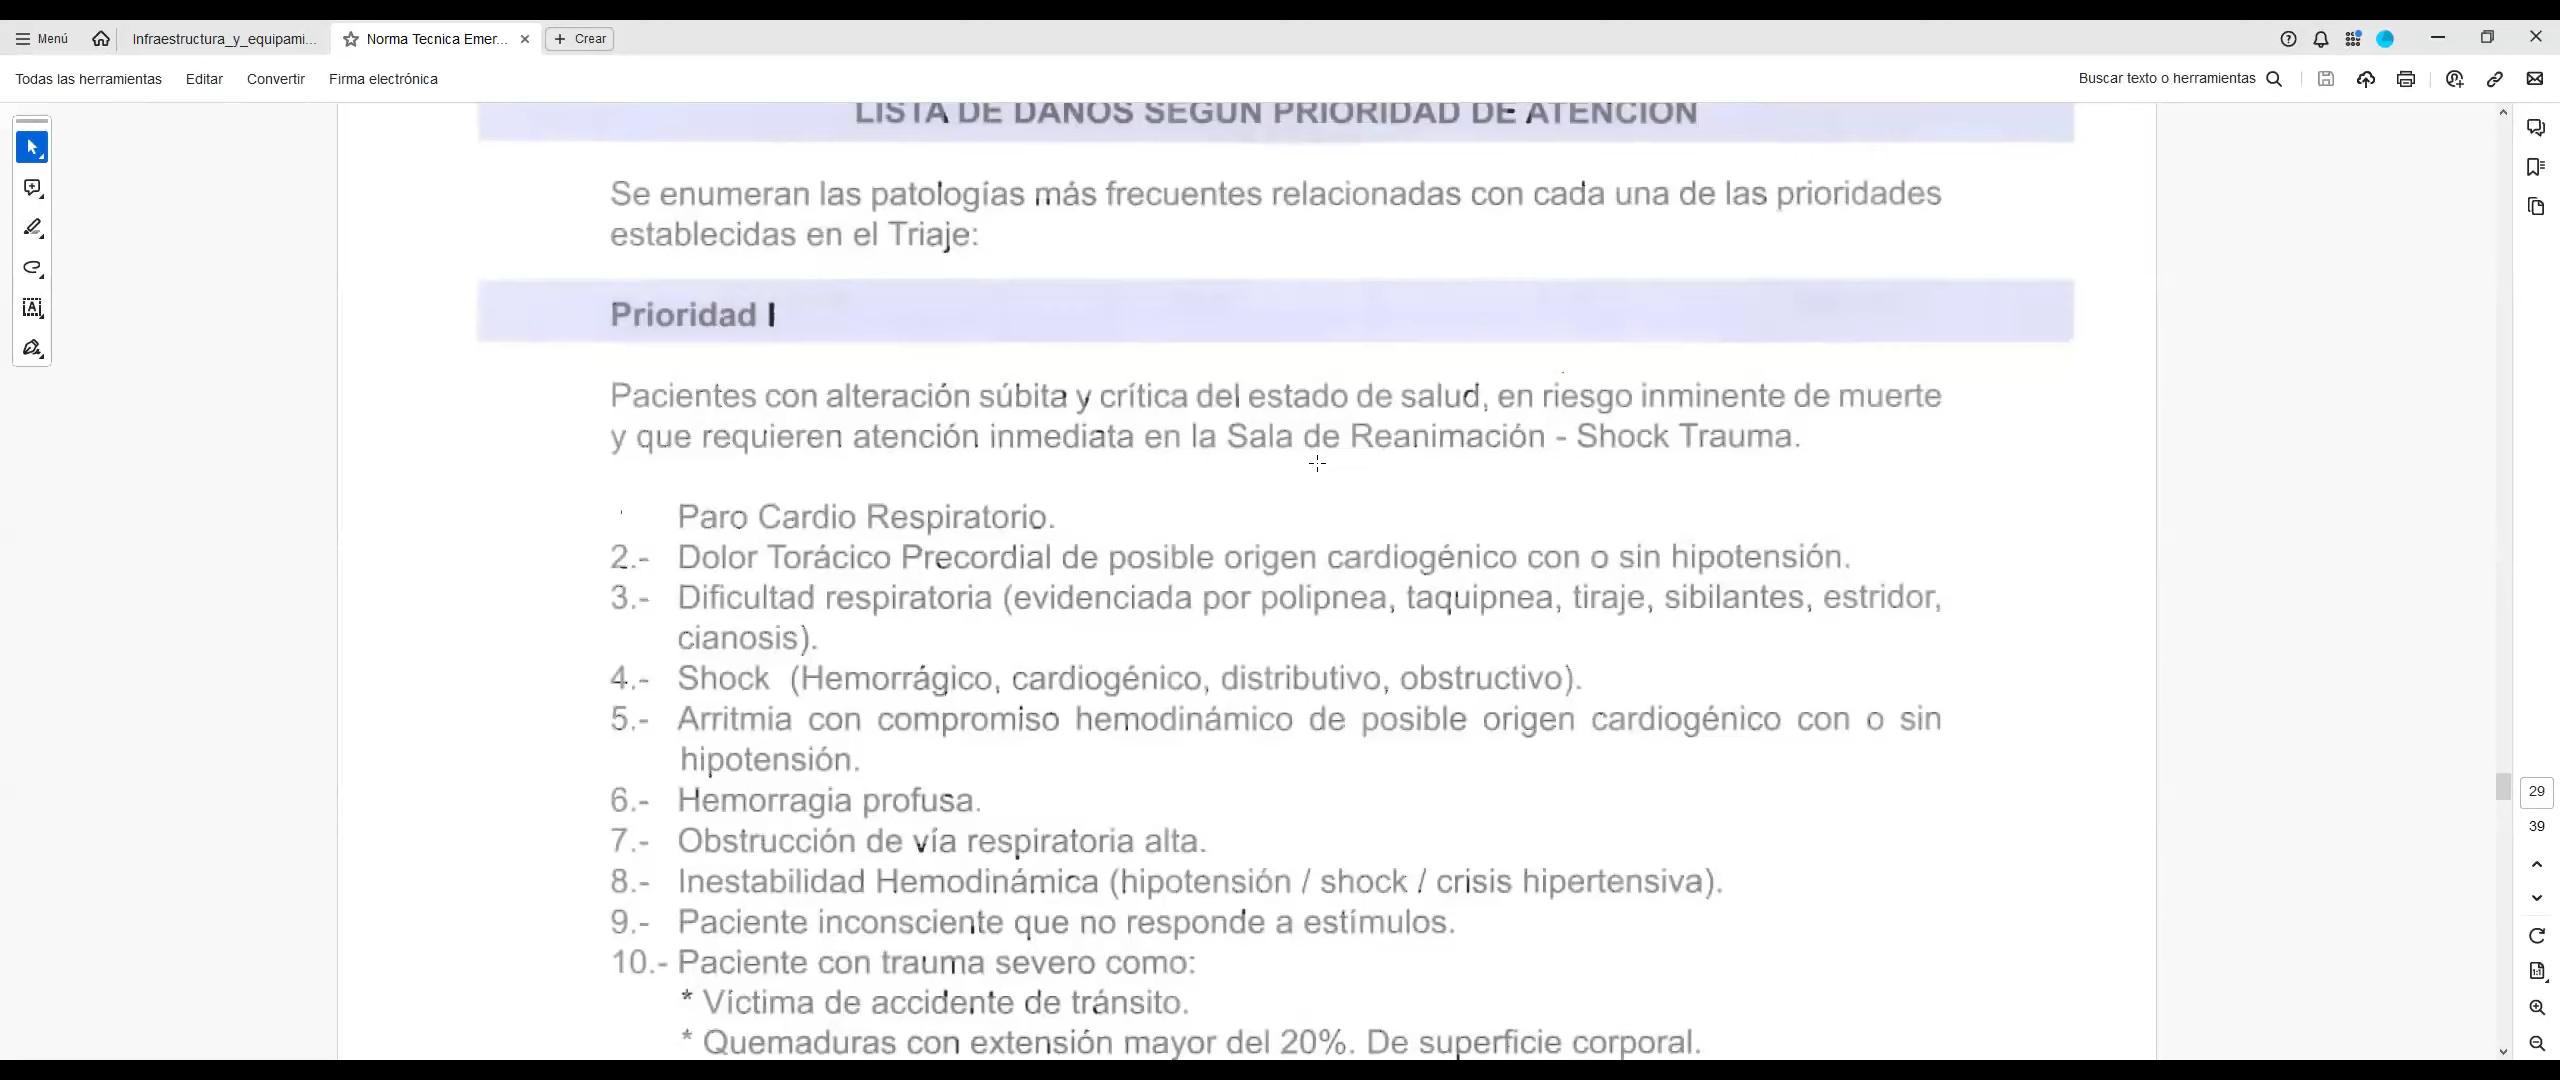 Menú
Infraestructura_y_equipami...
Norma Tecnica Emer...
Crear
Todas las herramientas
Editar
Convertir
Firma electrónica
Buscar texto o herramientas
LISTA DE DAÑOS SEGÚN PRIORIDAD DE ATENCIÓN
Se enumeran las patologías más frecuentes relacionadas con cada una de las prioridades
establecidas en el Triaje:
Prioridad I
Pacientes con alteración súbita y crítica del estado de salud, en riesgo inminente de muerte
y que requieren atención inmediata en la Sala de Reanimación - Shock Trauma.
Paro Cardio Respiratorio.
2.- Dolor Torácico Precordial de posible origen cardiogénico con o sin hipotensión.
3.- Dificultad respiratoria (evidenciada por polipnea, taquipnea, tiraje, sibilantes, estridor,
cianosis).
4.- Shock (Hemorrágico, cardiogénico, distributivo, obstructivo).
5.- Arritmia con compromiso hemodinámico de posible origen cardiogénico con o sin
hipotensión.
6.- Hemorragia profusa.
7.- Obstrucción de vía respiratoria alta.
8.- Inestabilidad Hemodinámica (hipotensión / shock / crisis hipertensiva).
9.- Paciente inconsciente que no responde a estímulos.
10.- Paciente con trauma severo como:
* Víctima de accidente de tránsito.
* Quemaduras con extensión mayor del 20%. De superficie corporal.
29
39